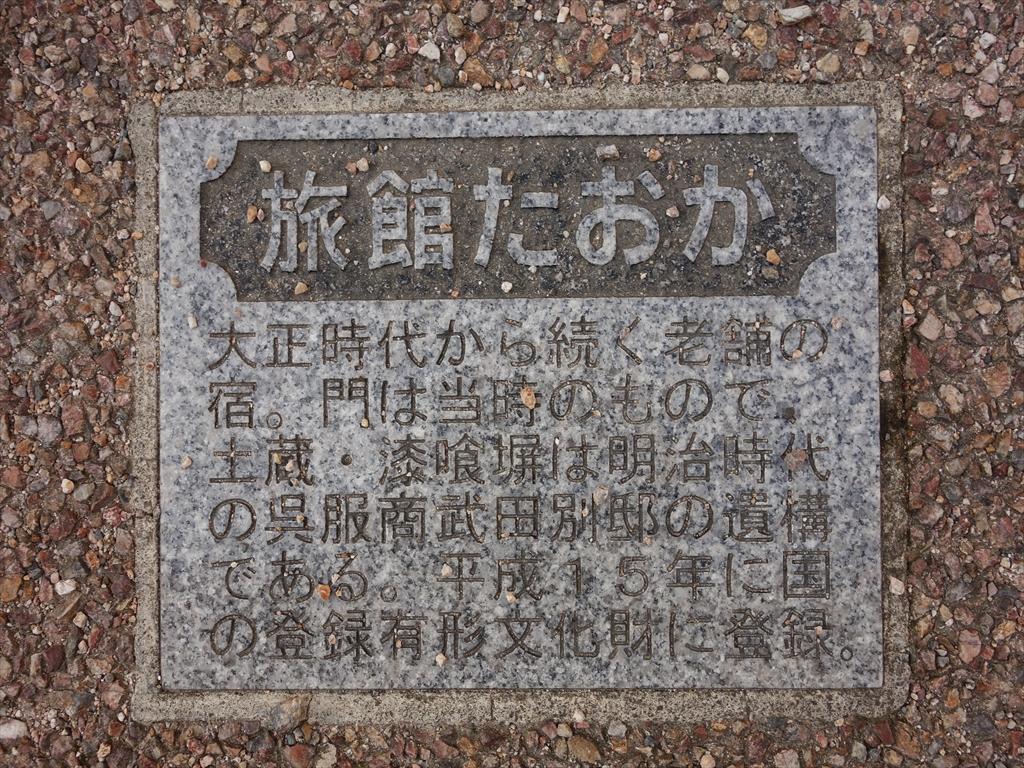 旅館たおか
大正時代から続く老舗の
宿。門は当時のもので、
土蔵・漆喰塀は明治時代
の呉服商武田別邸の遺構
である。平成15年に国
の登録有形文化財に登録。